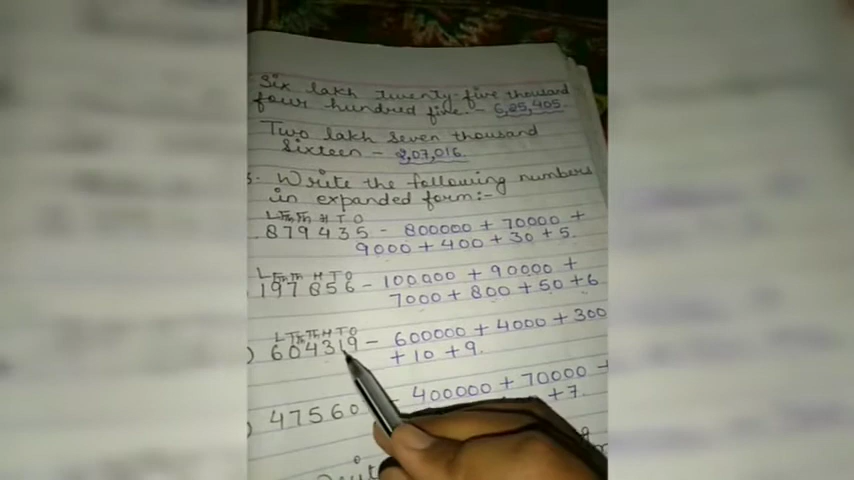 Six lakh twenty-five thousand
four hundred five. - 6,25,405.
Two lakh seven thousand
sixteen - 2,07,016.
3. Write the following numbers
in expanded form:-
L TTh Th H T O
879435 - 800000 + 70000 +
9000 + 400 + 30 + 5.
L TTh Th H T O
197856 - 100000 + 90000 +
7000 + 800 + 50 + 6
L TTh Th H T O
) 604319 - 600000 + 4000 + 300
+ 10 + 9.
) 47560 - 400000 + 70000 +
+ 7.